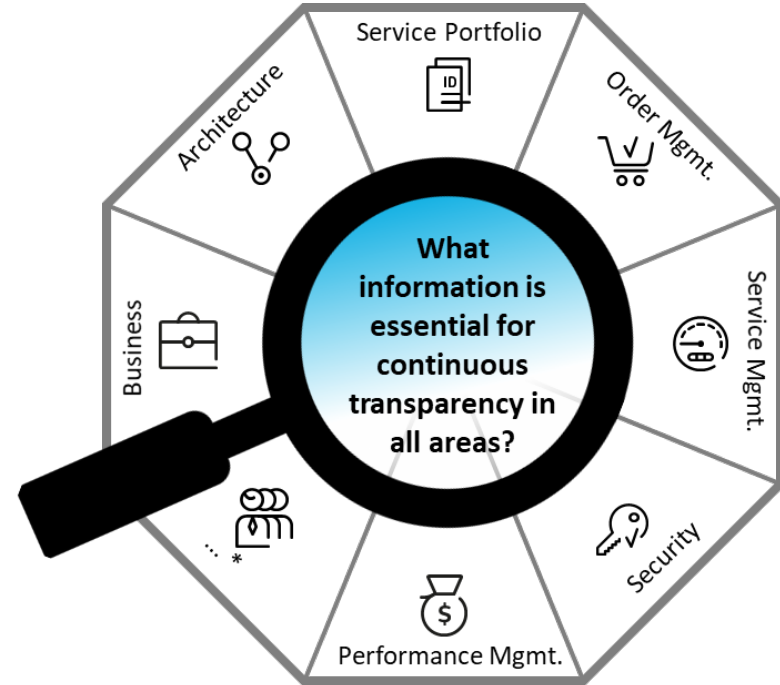 Service Portfolio
ID
Order Mgmt.
Service Mgmt.
Security
$
Performance Mgmt.
... *
Business
Architecture
What
information is
essential for
continuous
transparency in
all areas?